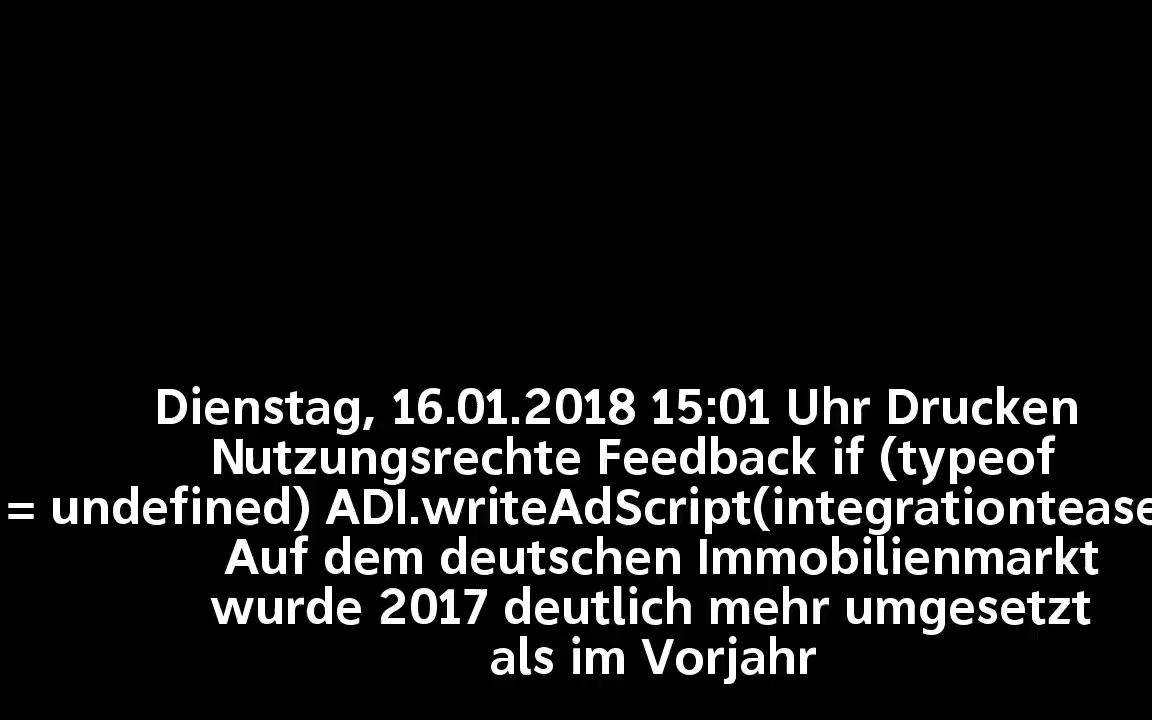 Dienstag, 16.01.2018 15:01 Uhr Drucken
Nutzungsrechte Feedback if (typeof
= undefined) ADI.writeAdScript(integrationtease
Auf dem deutschen Immobilienmarkt
wurde 2017 deutlich mehr umgesetzt
als im Vorjahr